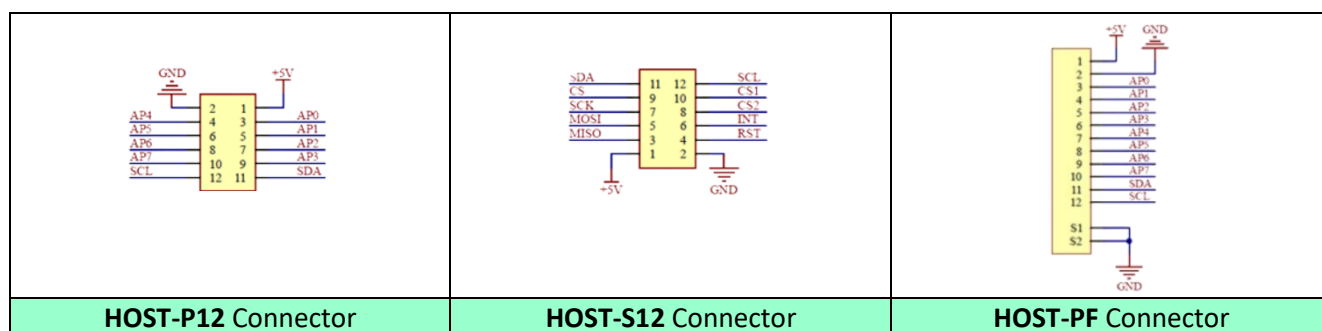 GND +5V
2 1
AP4 4 3 AP0
AP5 6 5 AP1
AP6 8 7 AP2
AP7 10 9 AP3
SCL 12 11 SDA
HOST-P12 Connector
SDA 11 12 SCL
CS 9 10 CS1
SCK 7 8 CS2
MOSI 5 6 INT
MISO 3 4 RST
1 2
+5V GND
HOST-S12 Connector
+5V GND
1
2
3 AP0
4 AP1
5 AP2
6 AP3
7 AP4
8 AP5
9 AP6
10 AP7
11 SDA
12 SCL
S1
S2
GND
HOST-PF Connector